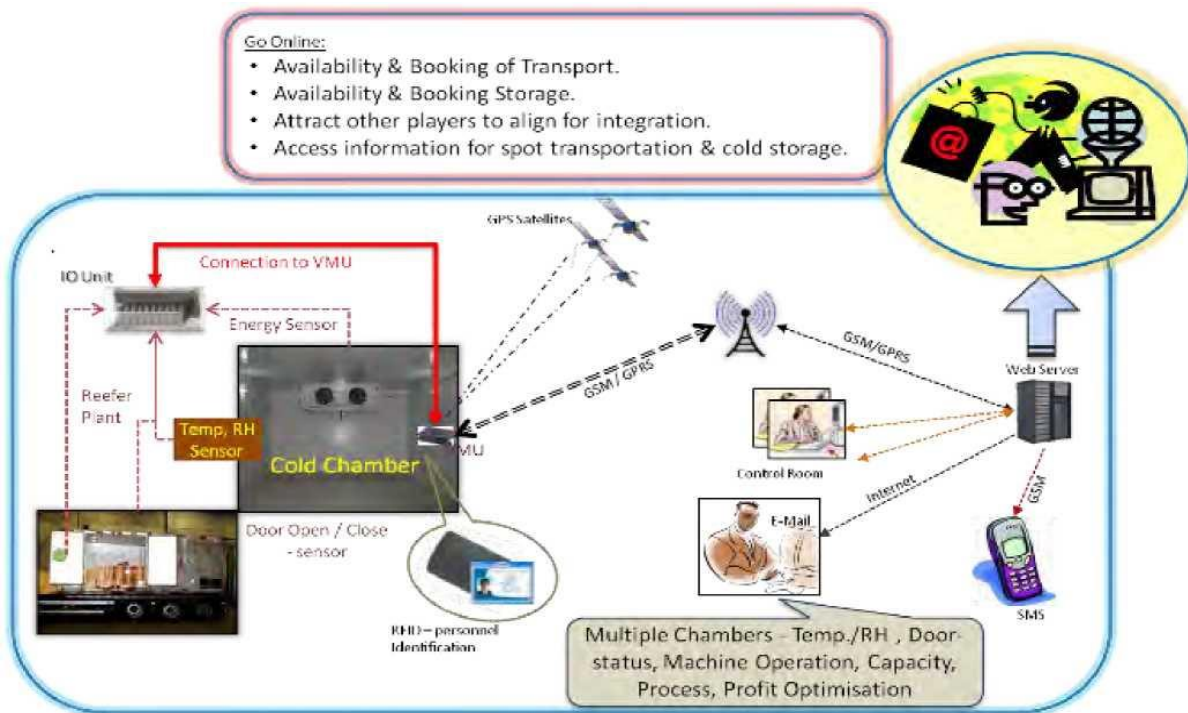 Go Online:
• Availability & Booking of Transport.
• Availability & Booking Storage.
• Attract other players to align for integration.
• Access information for spot transportation & cold storage.
@
GPS Satellites
Connection to VMU
IO Unit
Energy Sensor
GSM/GPRS
GSM / GPRS
Web Server
Reefer
Plant
Temp, RH
Sensor
Cold Chamber
VMU
Control Room
Internet
GSM
E-Mail
Door Open / Close
- sensor
SMS
RFID – personnel
Identification
Multiple Chambers - Temp./RH , Door-
status, Machine Operation, Capacity,
Process, Profit Optimisation